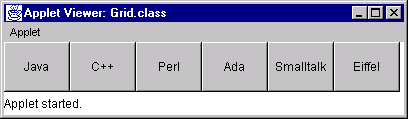 Applet Viewer: Grid.class
Applet
Java C++ Perl Ada Smalltalk Eiffel
Applet started.